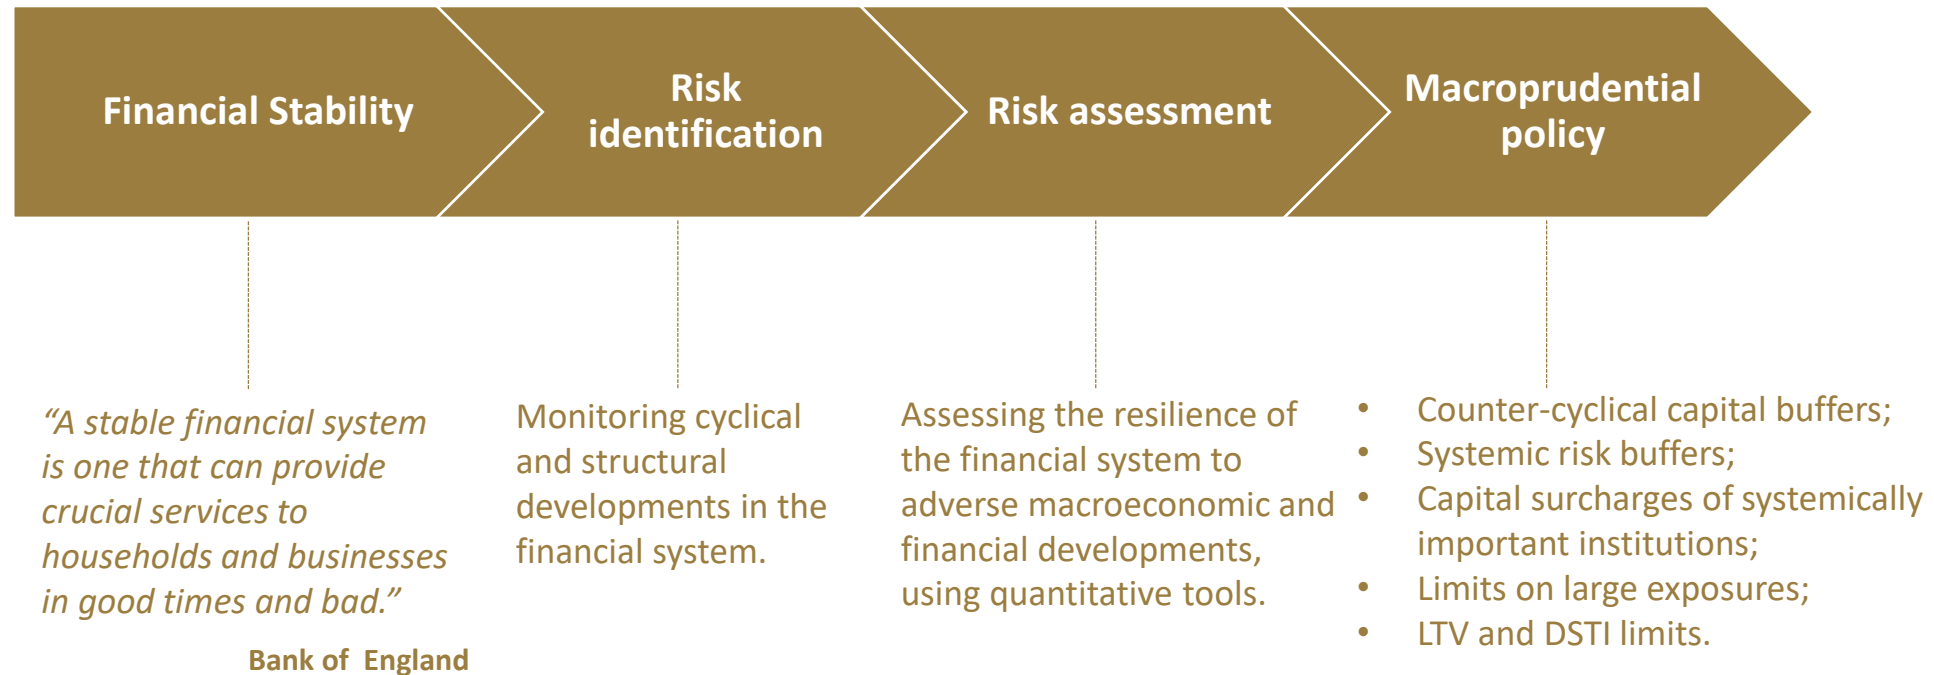 Financial Stability
Risk
identification
Risk assessment
Macroprudential
policy
“A stable financial system
is one that can provide
crucial services to
households and businesses
in good times and bad.”
Bank of England
Monitoring cyclical
and structural
developments in the
financial system.
Assessing the resilience of
the financial system to
adverse macroeconomic and
financial developments,
using quantitative tools.
• Counter-cyclical capital buffers;
• Systemic risk buffers;
• Capital surcharges of systemically
important institutions;
• Limits on large exposures;
• LTV and DSTI limits.